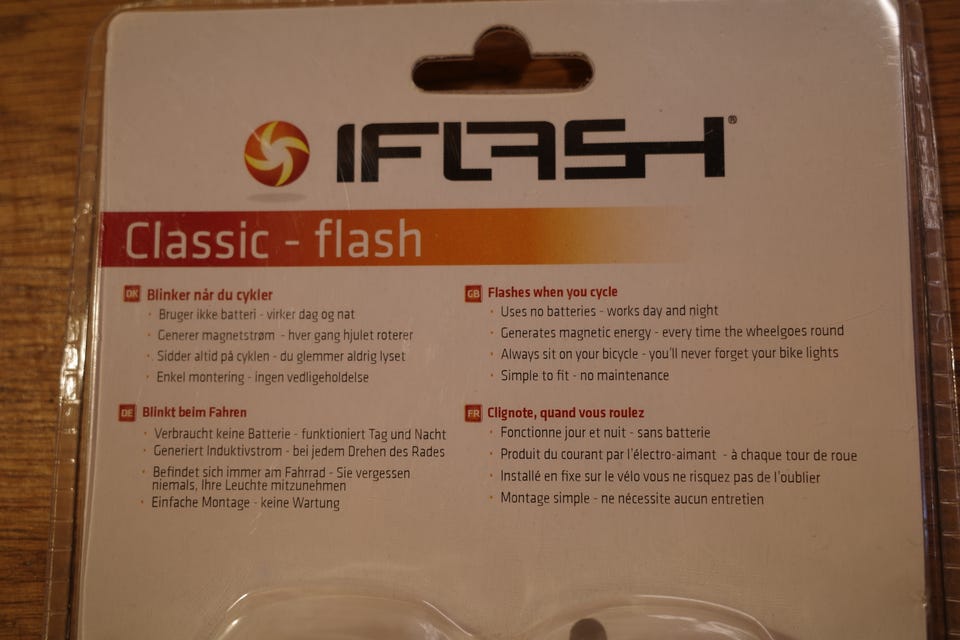 IFLASH®
Classic - flash
DK Blinker når du cykler
· Bruger ikke batteri - virker dag og nat
· Generer magnetstrøm - hver gang hjulet roterer
· Sidder altid på cyklen - du glemmer aldrig lyset
· Enkel montering - ingen vedligeholdelse
GB Flashes when you cycle
· Uses no batteries - works day and night
· Generates magnetic energy - every time the wheelgoes round
· Always sit on your bicycle - you'll never forget your bike lights
· Simple to fit - no maintenance
DE Blinkt beim Fahren
· Verbraucht keine Batterie - funktioniert Tag und Nacht
· Generiert Induktivstrom - bei jedem Drehen des Rades
· Befindet sich immer am Fahrrad - Sie vergessen
niemals, Ihre Leuchte mitzunehmen
· Einfache Montage - keine Wartung
FR Clignote, quand vous roulez
· Fonctionne jour et nuit - sans batterie
· Produit du courant par l'électro-aimant - à chaque tour de roue
· Installé en fixe sur le vélo vous ne risquez pas de l'oublier
· Montage simple - ne nécessite aucun entretien